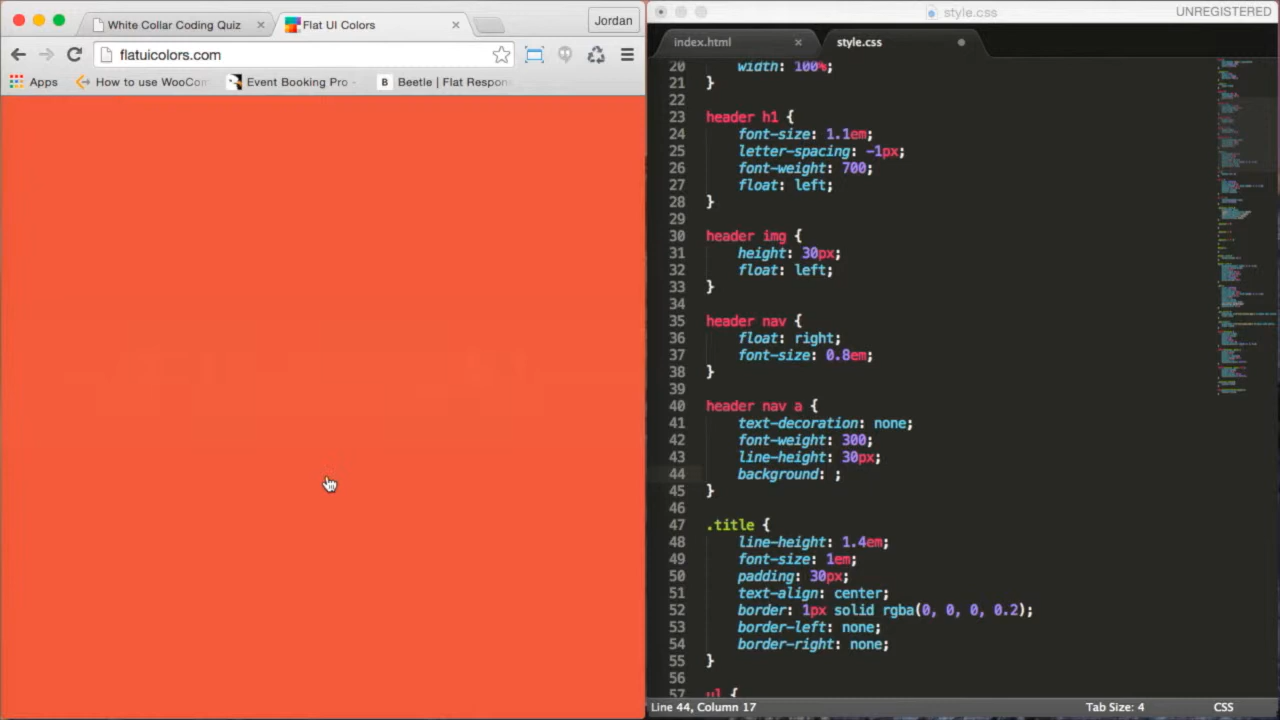 White Collar Coding Quiz
Flat UI Colors
Jordan
flatuicolors.com
Apps
How to use WooCom
Event Booking Pro -
B Beetle | Flat Respons
style.css
UNREGISTERED
index.html
style.css
20 width: 100%;
21 }
22
23 header h1 {
24 font-size: 1.1em;
25 letter-spacing: -1px;
26 font-weight: 700;
27 float: left;
28 }
29
30 header img {
31 height: 30px;
32 float: left;
33 }
34
35 header nav {
36 float: right;
37 font-size: 0.8em;
38 }
39
40 header nav a {
41 text-decoration: none;
42 font-weight: 300;
43 line-height: 30px;
44 background: ;
45 }
46
47 .title {
48 line-height: 1.4em;
49 font-size: 1em;
50 padding: 30px;
51 text-align: center;
52 border: 1px solid rgba(0, 0, 0, 0.2);
53 border-left: none;
54 border-right: none;
55 }
56
57 ul {
Line 44, Column 17
Tab Size: 4
CSS